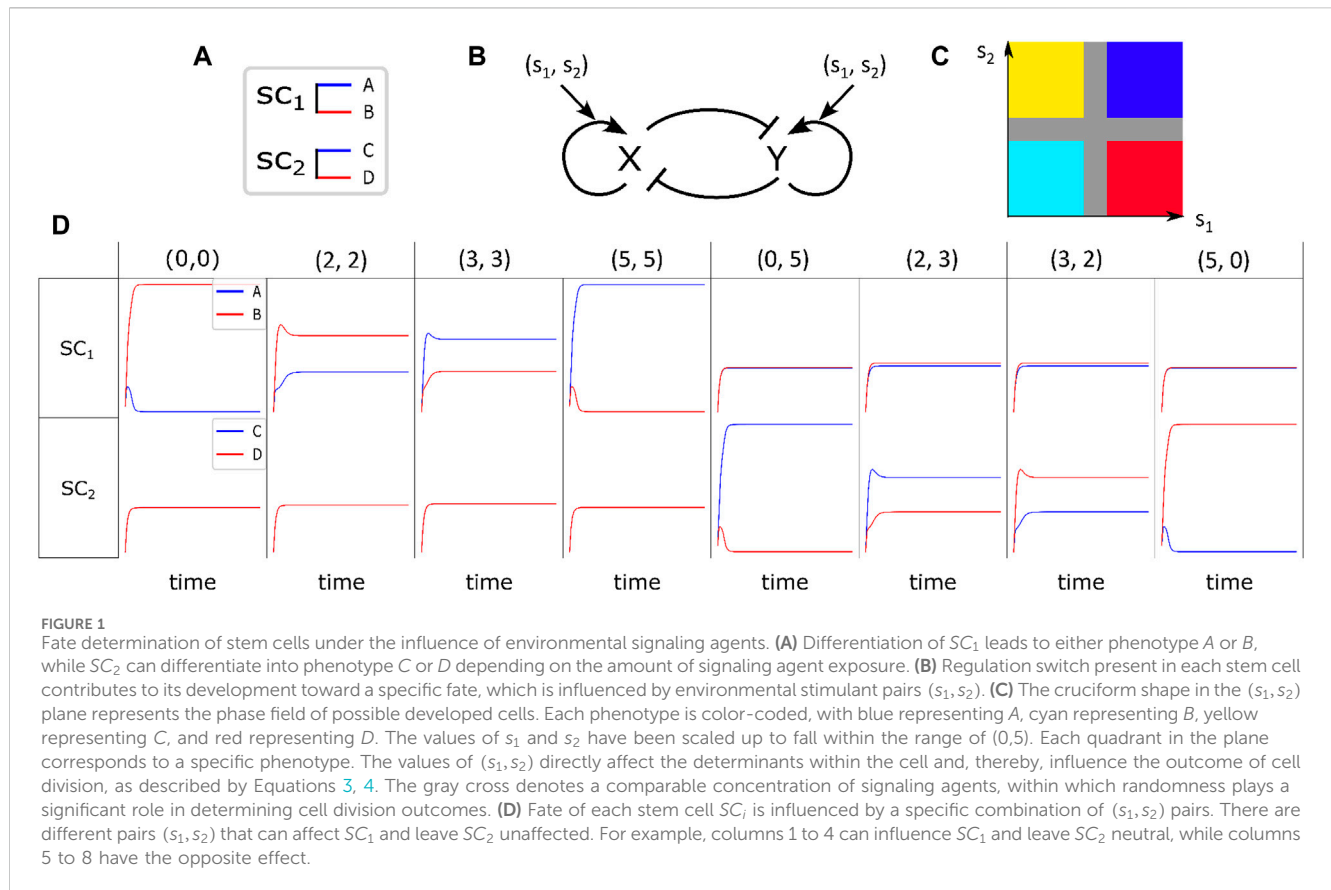 A
SC1
A
B
SC2
C
D
B
(s1, s2)
(s1, s2)
X
Y
C
s2
s1
D
(0,0)
(2, 2)
(3, 3)
(5, 5)
(0, 5)
(2, 3)
(3, 2)
(5, 0)
SC1
A
B
SC2
C
D
time
time
time
time
time
time
time
time
FIGURE 1
Fate determination of stem cells under the influence of environmental signaling agents. (A) Differentiation of SC1 leads to either phenotype A or B,
while SC2 can differentiate into phenotype C or D depending on the amount of signaling agent exposure. (B) Regulation switch present in each stem cell
contributes to its development toward a specific fate, which is influenced by environmental stimulant pairs (s1, s2). (C) The cruciform shape in the (s1, s2)
plane represents the phase field of possible developed cells. Each phenotype is color-coded, with blue representing A, cyan representing B, yellow
representing C, and red representing D. The values of s1 and s2 have been scaled up to fall within the range of (0,5). Each quadrant in the plane
corresponds to a specific phenotype. The values of (s1, s2) directly affect the determinants within the cell and, thereby, influence the outcome of cell
division, as described by Equations 3, 4. The gray cross denotes a comparable concentration of signaling agents, within which randomness plays a
significant role in determining cell division outcomes. (D) Fate of each stem cell SCi is influenced by a specific combination of (s1, s2) pairs. There are
different pairs (s1, s2) that can affect SC1 and leave SC2 unaffected. For example, columns 1 to 4 can influence SC1 and leave SC2 neutral, while columns
5 to 8 have the opposite effect.